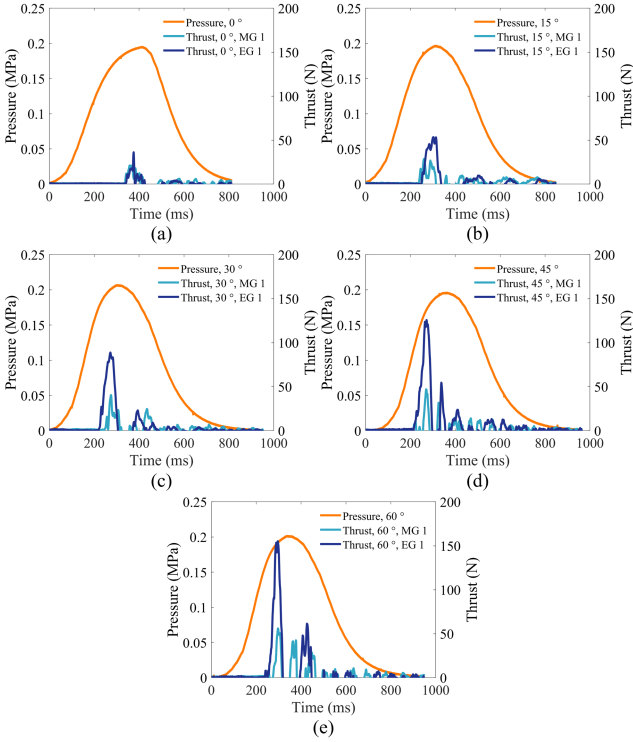 0.25 200
Pressure, 0 °
Thrust, 0 °, MG 1
Thrust, 0 °, EG 1
0.2
150
0.15
100
0.1
50
0.05
0 0
0 200 400 600 800 1000
Pressure (MPa)
Thrust (N)
Time (ms)
(a)
0.25 200
Pressure, 15 °
Thrust, 15 °, MG 1
Thrust, 15 °, EG 1
0.2
150
0.15
100
0.1
50
0.05
0 0
0 200 400 600 800 1000
Pressure (MPa)
Thrust (N)
Time (ms)
(b)
0.25 200
Pressure, 30 °
Thrust, 30 °, MG 1
Thrust, 30 °, EG 1
0.2
150
0.15
100
0.1
50
0.05
0 0
0 200 400 600 800 1000
Pressure (MPa)
Thrust (N)
Time (ms)
(c)
0.25 200
Pressure, 45 °
Thrust, 45 °, MG 1
Thrust, 45 °, EG 1
0.2
150
0.15
100
0.1
50
0.05
0 0
0 200 400 600 800 1000
Pressure (MPa)
Thrust (N)
Time (ms)
(d)
0.25 200
Pressure, 60 °
Thrust, 60 °, MG 1
Thrust, 60 °, EG 1
0.2
150
0.15
100
0.1
50
0.05
0 0
0 200 400 600 800 1000
Pressure (MPa)
Thrust (N)
Time (ms)
(e)